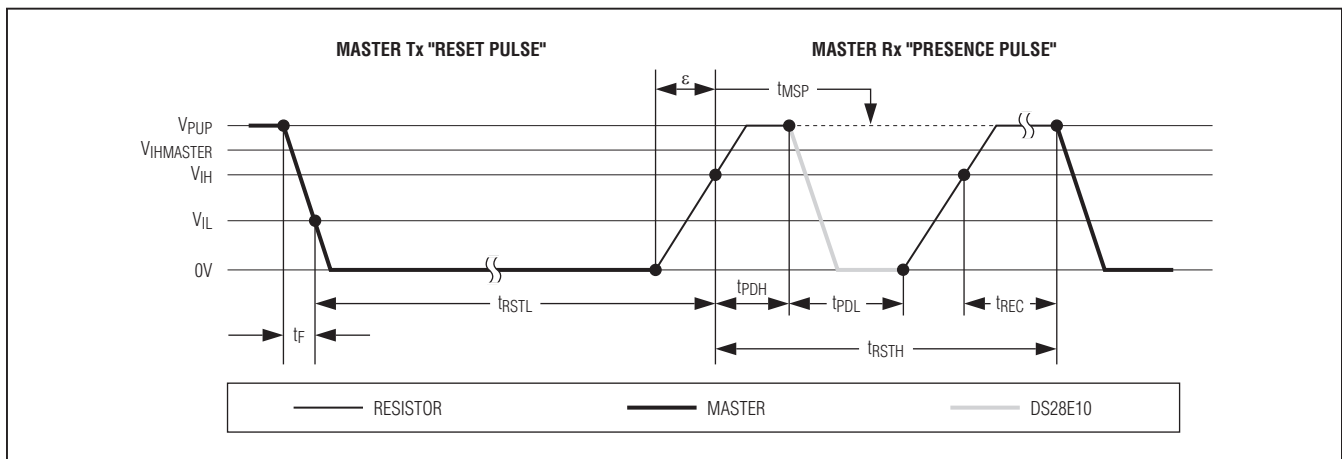 MASTER Tx "RESET PULSE" MASTER Rx "PRESENCE PULSE"
ε tMSP
VPUP
VIHMASTER
VIH
VIL
0V
tRSTL tPDH tPDL tREC
tF tRSTH
RESISTOR MASTER DS28E10